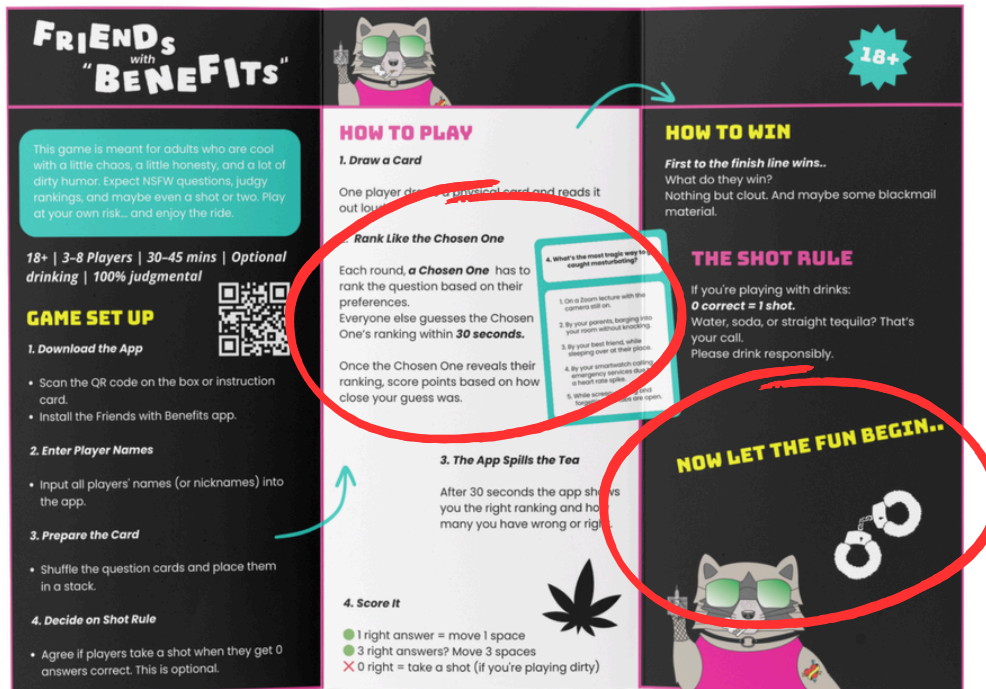 FRIENDS
with
"BENEFITS"
18+
This game is meant for adults who are cool
with a little chaos, a little honesty, and a lot of
dirty humor. Expect NSFW questions, judgy
rankings, and maybe even a shot or two. Play
at your own risk... and enjoy the ride.
18+ | 3–8 Players | 30–45 mins | Optional
drinking | 100% judgmental
GAME SET UP
1. Download the App
• Scan the QR code on the box or instruction
card.
• Install the Friends with Benefits app.
2. Enter Player Names
• Input all players' names (or nicknames) into
the app.
3. Prepare the Card
• Shuffle the question cards and place them
in a stack.
4. Decide on Shot Rule
• Agree if players take a shot when they get 0
answers correct. This is optional.
HOW TO PLAY
1. Draw a Card
One player a physical card and reads it
out
Rank Like the Chosen One
Each round, a Chosen One has to
rank the question based on their
preferences.
Everyone else guesses the Chosen
One's ranking within 30 seconds.
Once the Chosen One reveals their
ranking, score points based on how
close your guess was.
4. What's the most tragic way to
caught masturbating?
1. On a Zoom lecture with the
camera still on.
2. By your parents, barging into
your room without knocking.
3. By your best friend, while
sleeping over at their place.
4. By your smartwatch calling
emergency services due
a heart rate spike.
5. While and
are open.
3. The App Spills the Tea
After 30 seconds the app shows
you the right ranking and how
many you have wrong or right.
4. Score It
1 right answer = move 1 space
3 right answers? Move 3 spaces
0 right = take a shot (if you're playing dirty)
HOW TO WIN
First to the finish line wins..
What do they win?
Nothing but clout. And maybe some blackmail
material.
THE SHOT RULE
If you're playing with drinks:
0 correct = 1 shot.
Water, soda, or straight tequila? That's
your call.
Please drink responsibly.
NOW LET THE FUN BEGIN..